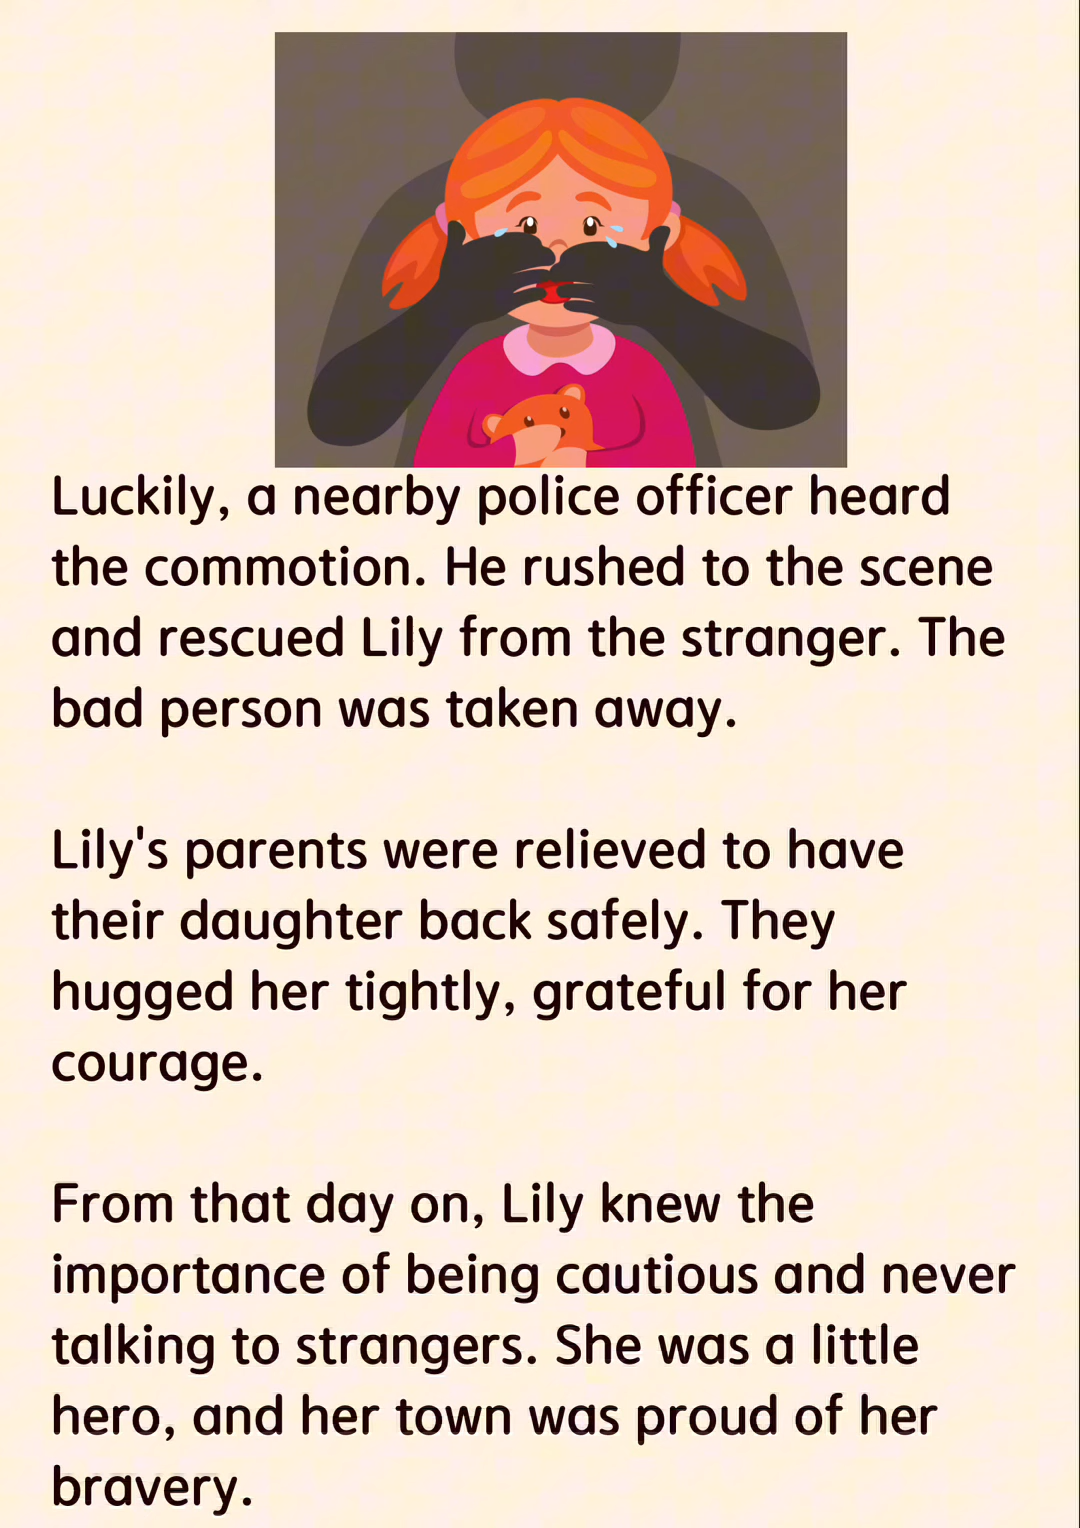 Luckily, a nearby police officer heard
the commotion. He rushed to the scene
and rescued Lily from the stranger. The
bad person was taken away.
Lily's parents were relieved to have
their daughter back safely. They
hugged her tightly, grateful for her
courage.
From that day on, Lily knew the
importance of being cautious and never
talking to strangers. She was a little
hero, and her town was proud of her
bravery.